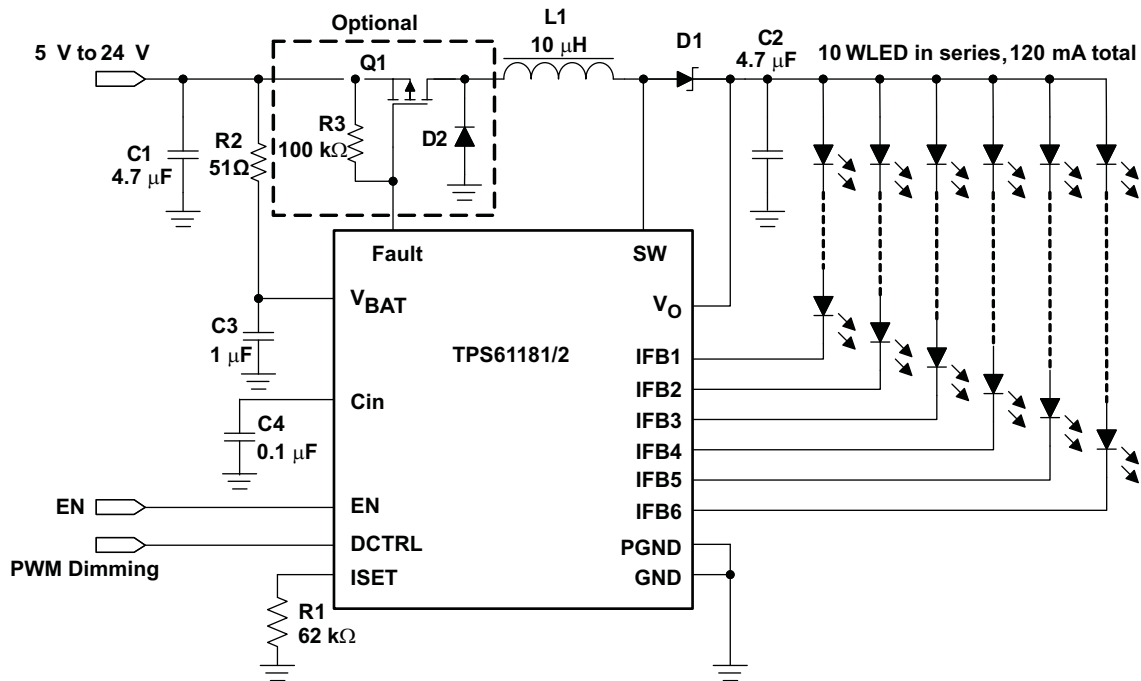 Optional
L1
10 μH
5 V to 24 V
Q1
D1
C2
4.7 μF
10 WLED in series, 120 mA total
R3
100 kΩ
D2
R2
51Ω
C1
4.7 μF
Fault
SW
VBAT
VO
C3
1 μF
TPS61181/2
IFB1
IFB2
IFB3
IFB4
IFB5
IFB6
Cin
C4
0.1 μF
EN
EN
DCTRL
PWM Dimming
ISET
PGND
GND
R1
62 kΩ